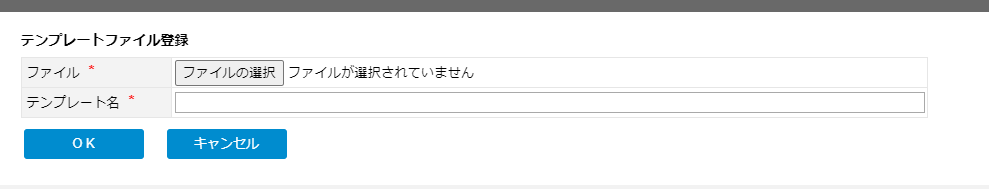 テンプレートファイル登録
ファイル * ファイルの選択 ファイルが選択されていません
テンプレート名 *
OK キャンセル